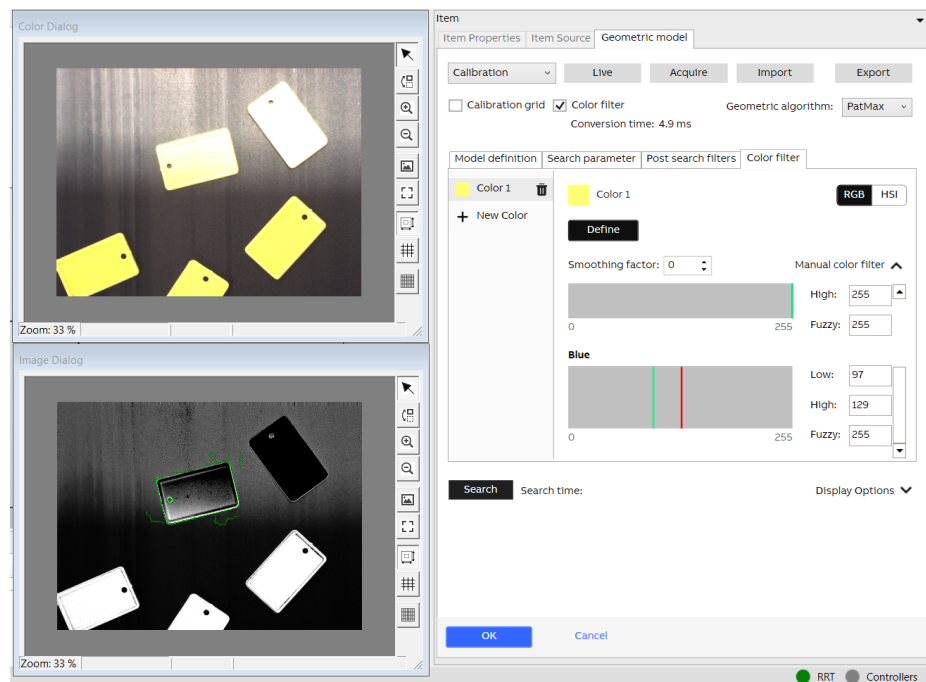 Color Dialog
Zoom: 33 %
Image Dialog
Zoom: 33 %
Item
Item Properties
Item Source
Geometric model
Calibration
Live
Acquire
Import
Export
Calibration grid
Color filter
Geometric algorithm:
PatMax
Conversion time: 4.9 ms
Model definition
Search parameter
Post search filters
Color filter
Color 1
New Color
Color 1
RGB
HSI
Define
Smoothing factor:
0
Manual color filter
High:
255
0
255
Fuzzy:
255
Blue
Low:
97
High:
129
0
255
Fuzzy:
255
Search
Search time:
Display Options
OK
Cancel
RRT
Controllers